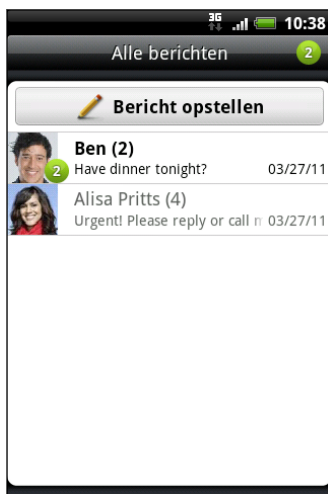 3G 10:38
Alle berichten 2
Bericht opstellen
Ben (2)
2 Have dinner tonight? 03/27/11
Alisa Pritts (4)
Urgent! Please reply or call 03/27/11